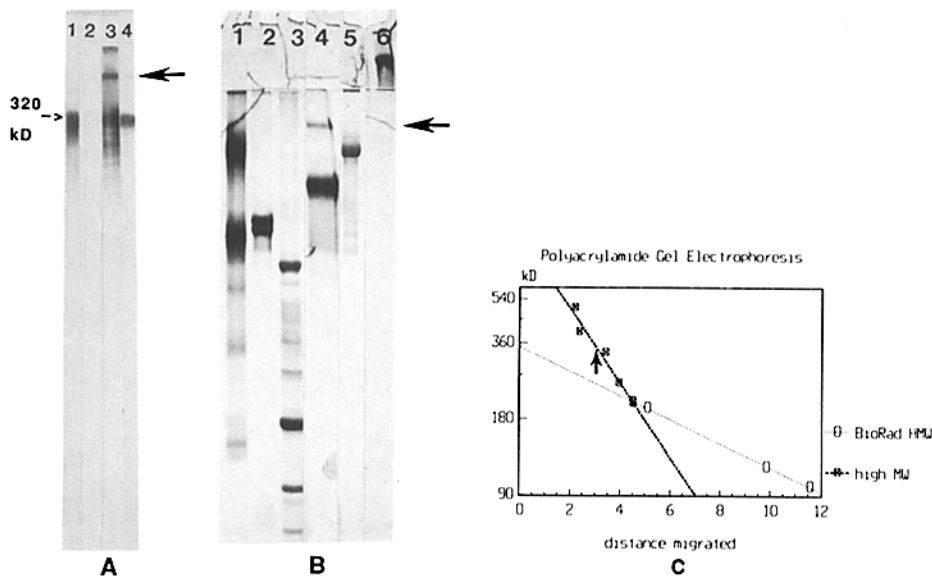 1 2 3 4
320
kD
A
1 2 3 4 5 6
B
Polyacrylamide Gel Electrophoresis
kD
540
360
180
90
0 2 4 6 8 10 12
distance migrated
BioRad HMW
high MW
C